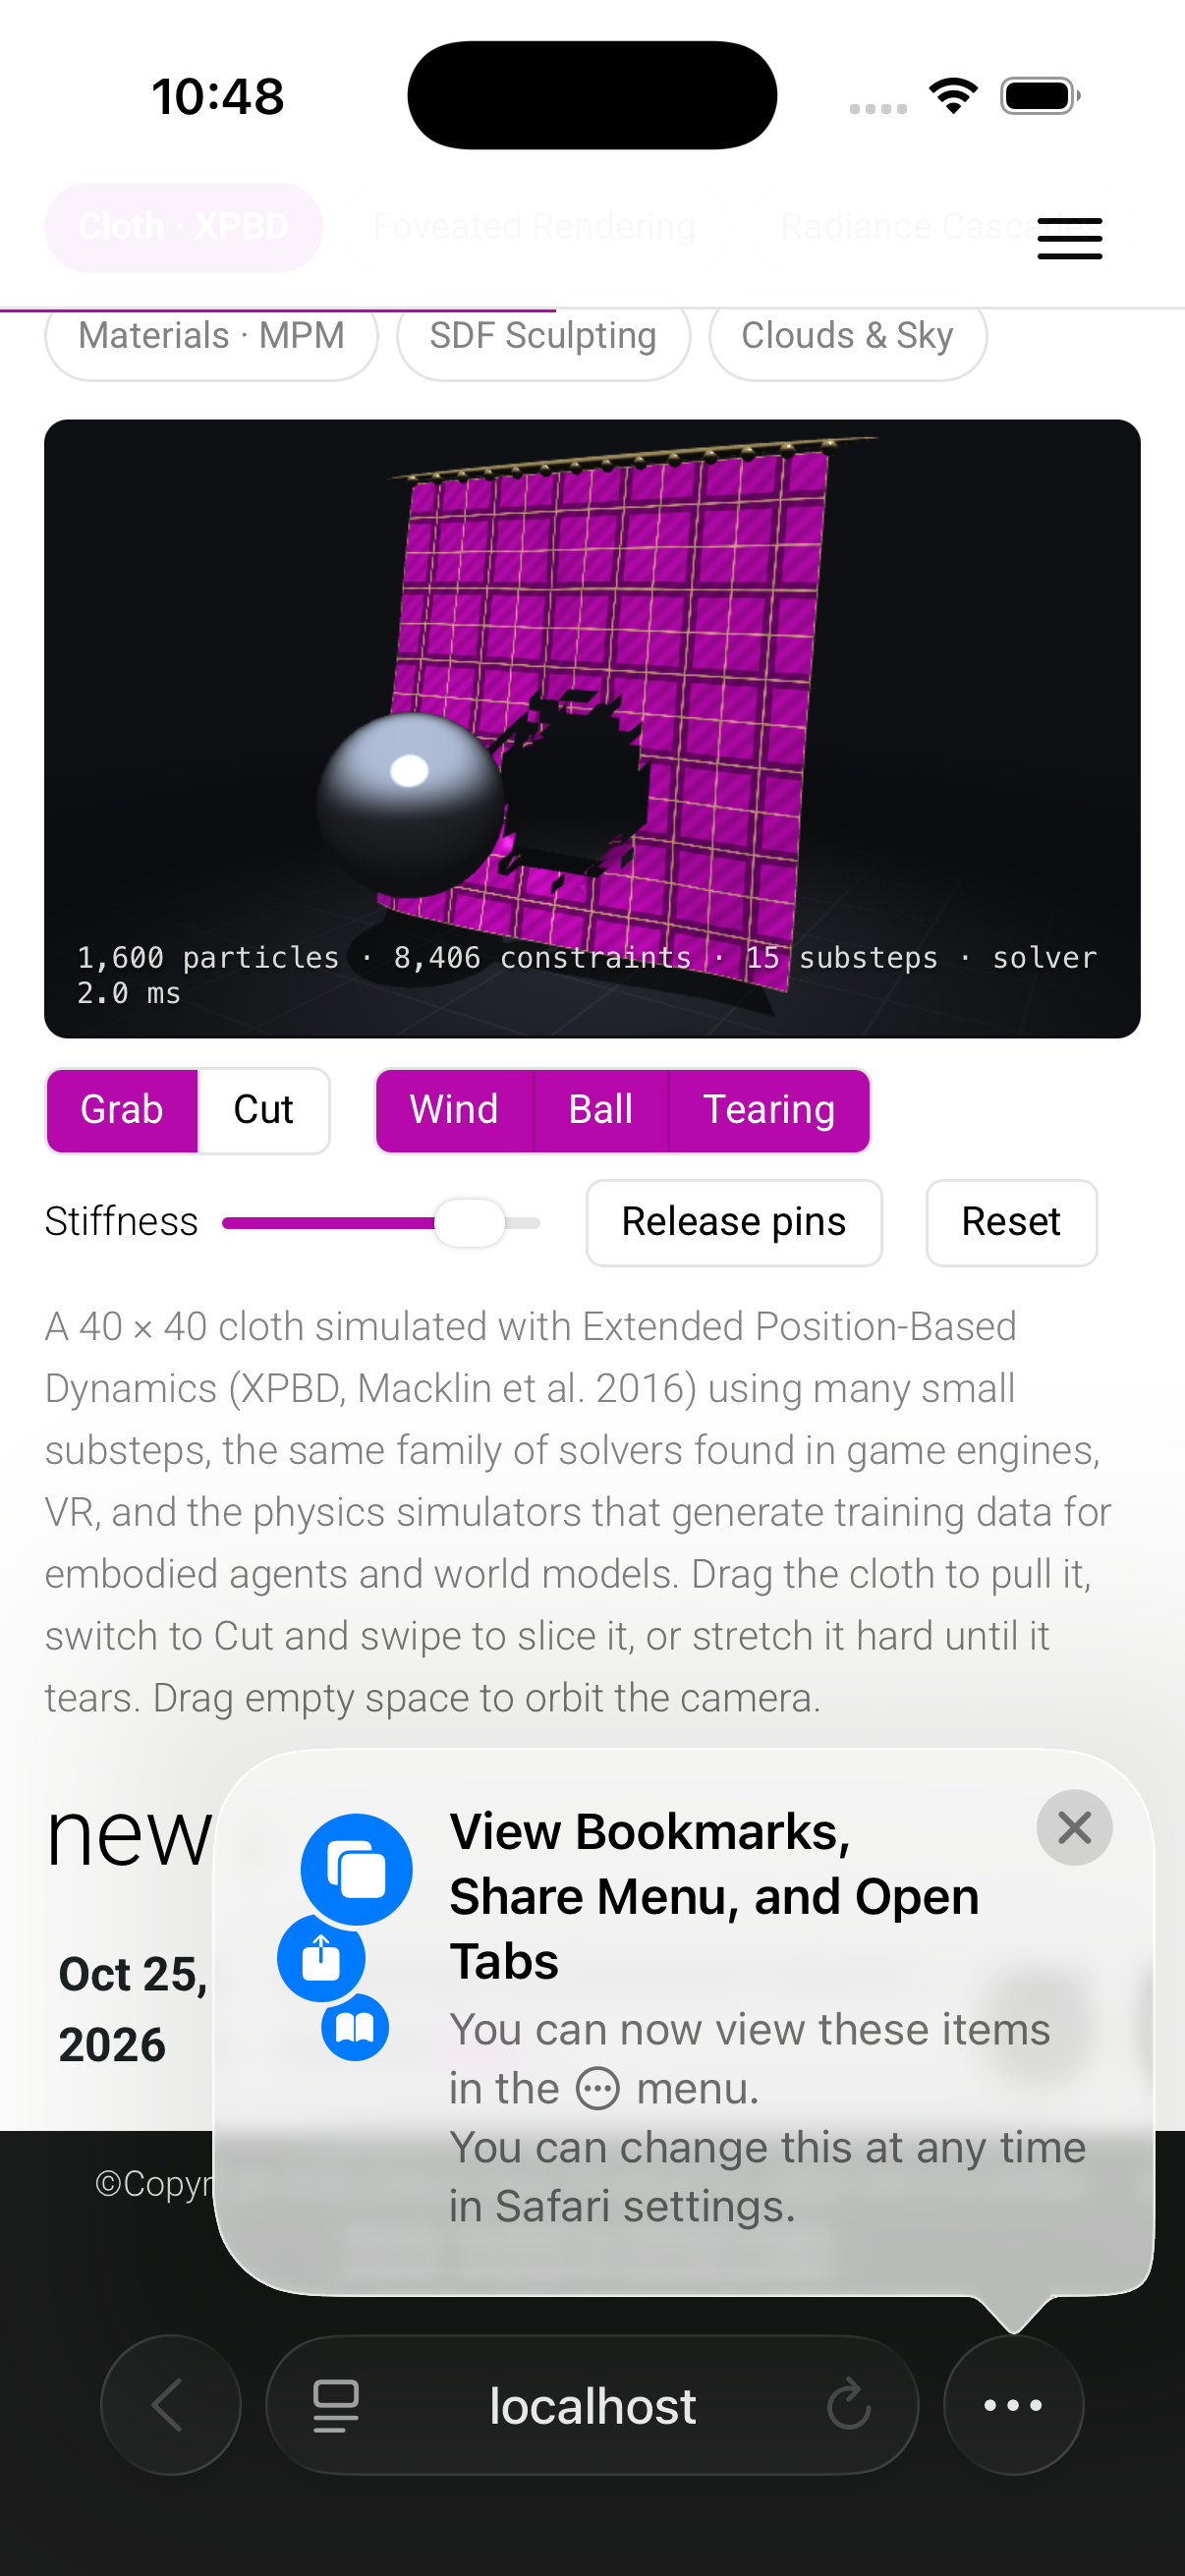 10:48
Cloth · XPBD
Foveated Rendering
Radiance Cascades
Materials · MPM
SDF Sculpting
Clouds & Sky
1,600 particles · 8,406 constraints · 15 substeps · solver
2.0 ms
Grab
Cut
Wind
Ball
Tearing
Stiffness
Release pins
Reset
A 40 × 40 cloth simulated with Extended Position-Based
Dynamics (XPBD, Macklin et al. 2016) using many small
substeps, the same family of solvers found in game engines,
VR, and the physics simulators that generate training data for
embodied agents and world models. Drag the cloth to pull it,
switch to Cut and swipe to slice it, or stretch it hard until it
tears. Drag empty space to orbit the camera.
new
View Bookmarks,
Share Menu, and Open
Tabs
You can now view these items
in the menu.
You can change this at any time
in Safari settings.
Oct 25,
2026
©Copyr
localhost